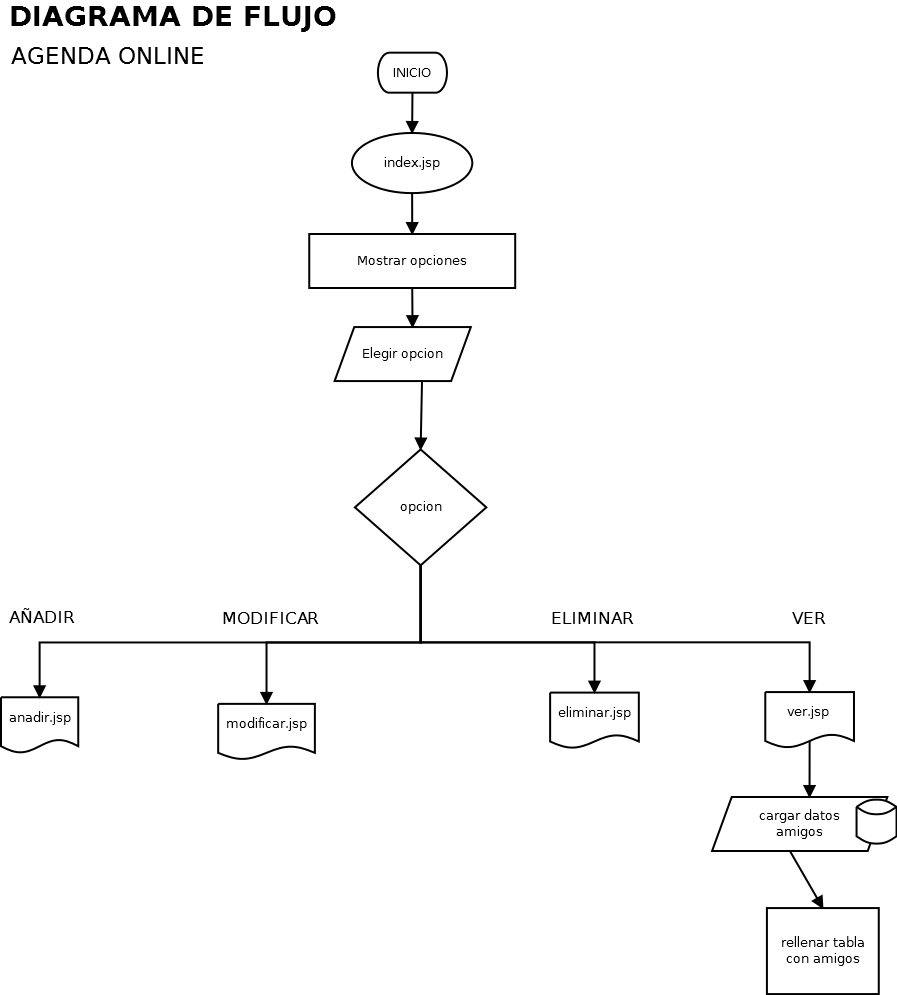 DIAGRAMA DE FLUJO
AGENDA ONLINE
INICIO
index.jsp
Mostrar opciones
Elegir opcion
opcion
AÑADIR
MODIFICAR
ELIMINAR
VER
anadir.jsp
modificar.jsp
eliminar.jsp
ver.jsp
cargar datos
amigos
rellenar tabla
con amigos